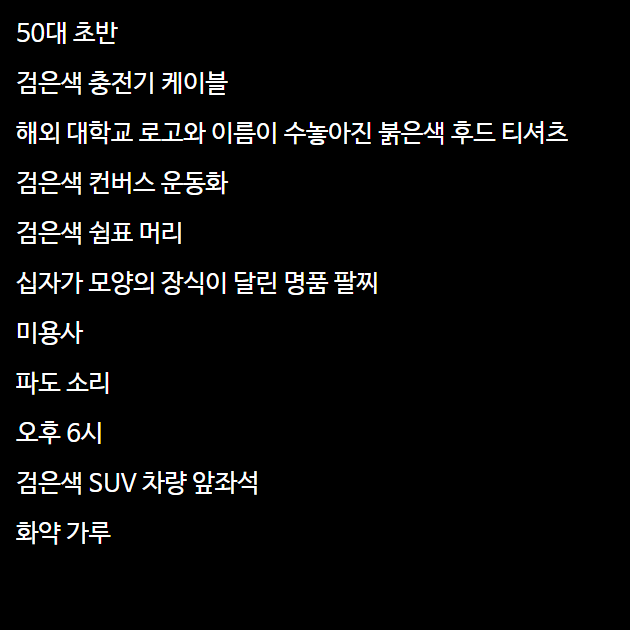 50대 초반
검은색 충전기 케이블
해외 대학교 로고와 이름이 수놓아진 붉은색 후드 티셔츠
검은색 컨버스 운동화
검은색 쉼표 머리
십자가 모양의 장식이 달린 명품 팔찌
미용사
파도 소리
오후 6시
검은색 SUV 차량 앞좌석
화약 가루